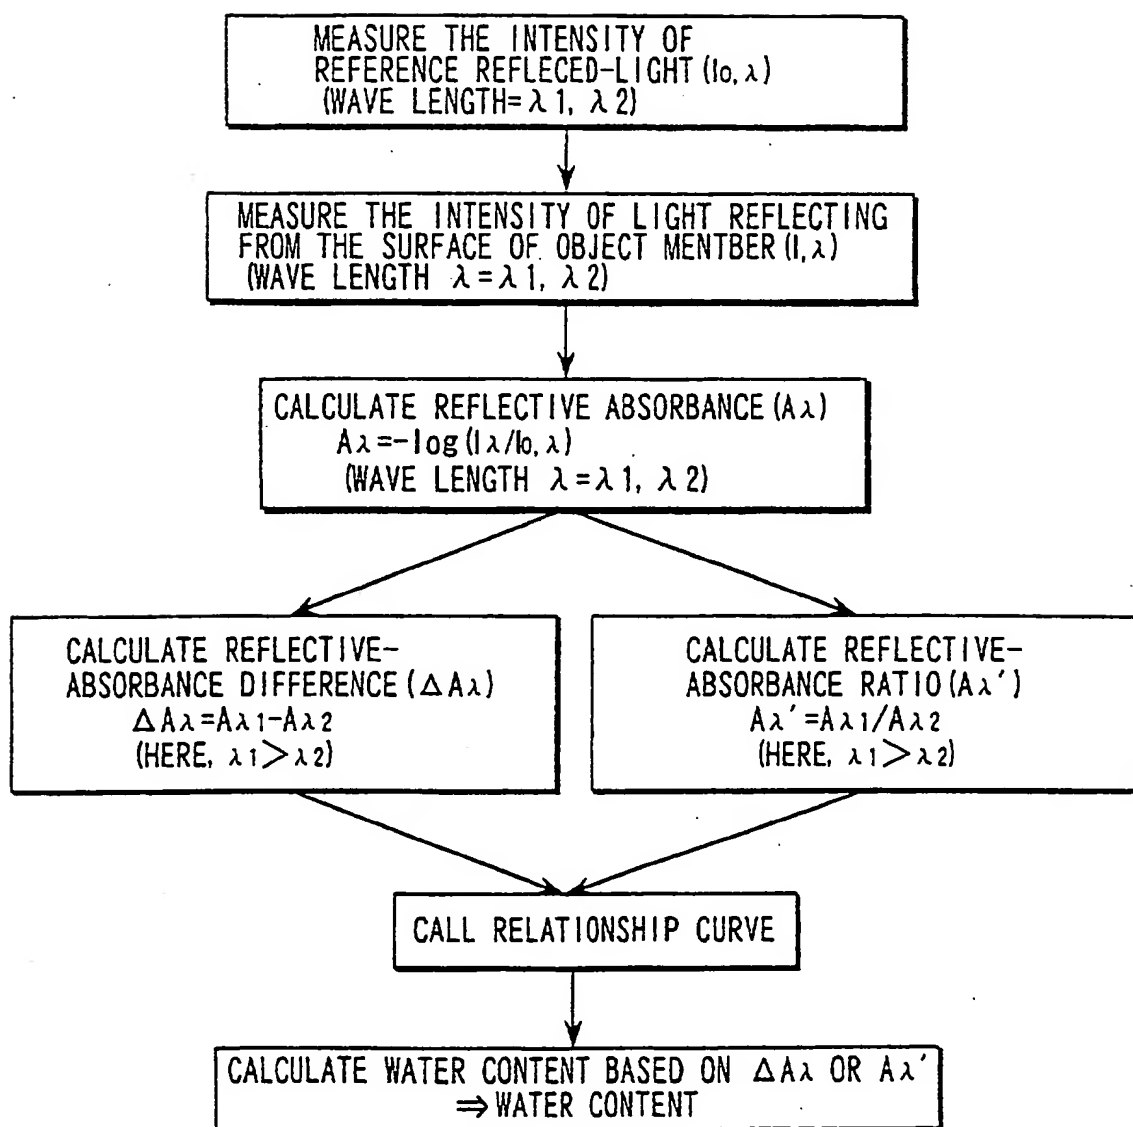 MEASURE THE INTENSITY OF
REFERENCE REFLECED-LIGHT (Io, λ)
(WAVE LENGTH=λ1, λ2)
MEASURE THE INTENSITY OF LIGHT REFLECTING
FROM THE SURFACE OF OBJECT MENTBER (I, λ)
(WAVE LENGTH λ=λ1, λ2)
CALCULATE REFLECTIVE ABSORBANCE (Aλ)
Aλ=-log (Iλ/Io, λ)
(WAVE LENGTH λ=λ1, λ2)
CALCULATE REFLECTIVE-
ABSORBANCE DIFFERENCE (ΔAλ)
ΔAλ=Aλ1-Aλ2
(HERE, λ1>λ2)
CALCULATE REFLECTIVE-
ABSORBANCE RATIO (Aλ')
Aλ'=Aλ1/Aλ2
(HERE, λ1>λ2)
CALL RELATIONSHIP CURVE
CALCULATE WATER CONTENT BASED ON ΔAλ OR Aλ'
⇒WATER CONTENT